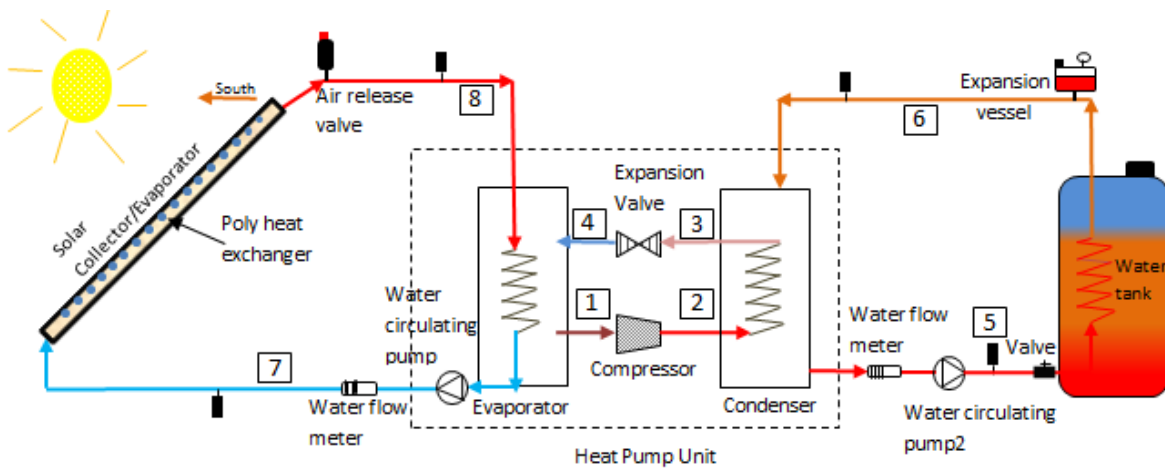 South
Air release
valve
8
Expansion
vessel
6
Solar
Collector/Evaporator
Poly heat
exchanger
Expansion
Valve
4
3
1
2
Compressor
Water
circulating
pump
Evaporator
Condenser
7
Water flow
meter
Water flow
meter
5
Valve
Water
tank
Water circulating
pump2
Heat Pump Unit